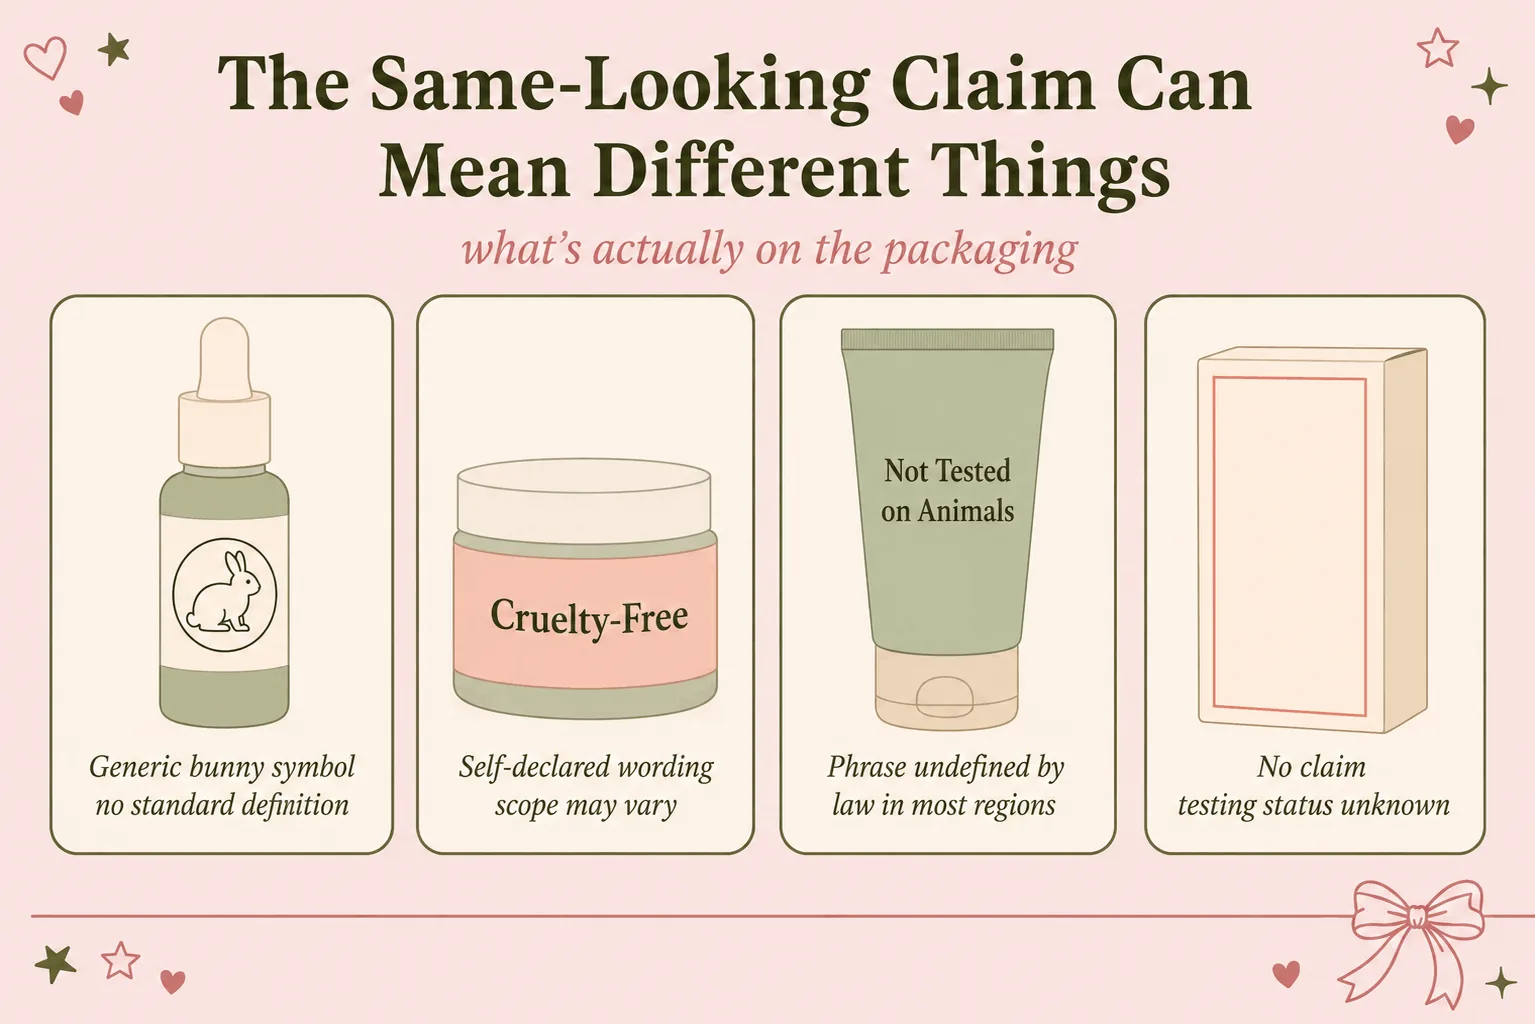 The Same-Looking Claim Can
Mean Different Things
what's actually on the packaging
Cruelty-Free
Not Tested
on Animals
Generic bunny symbol
no standard definition
Self-declared wording
scope may vary
Phrase undefined by
law in most regions
No claim
testing status unknown